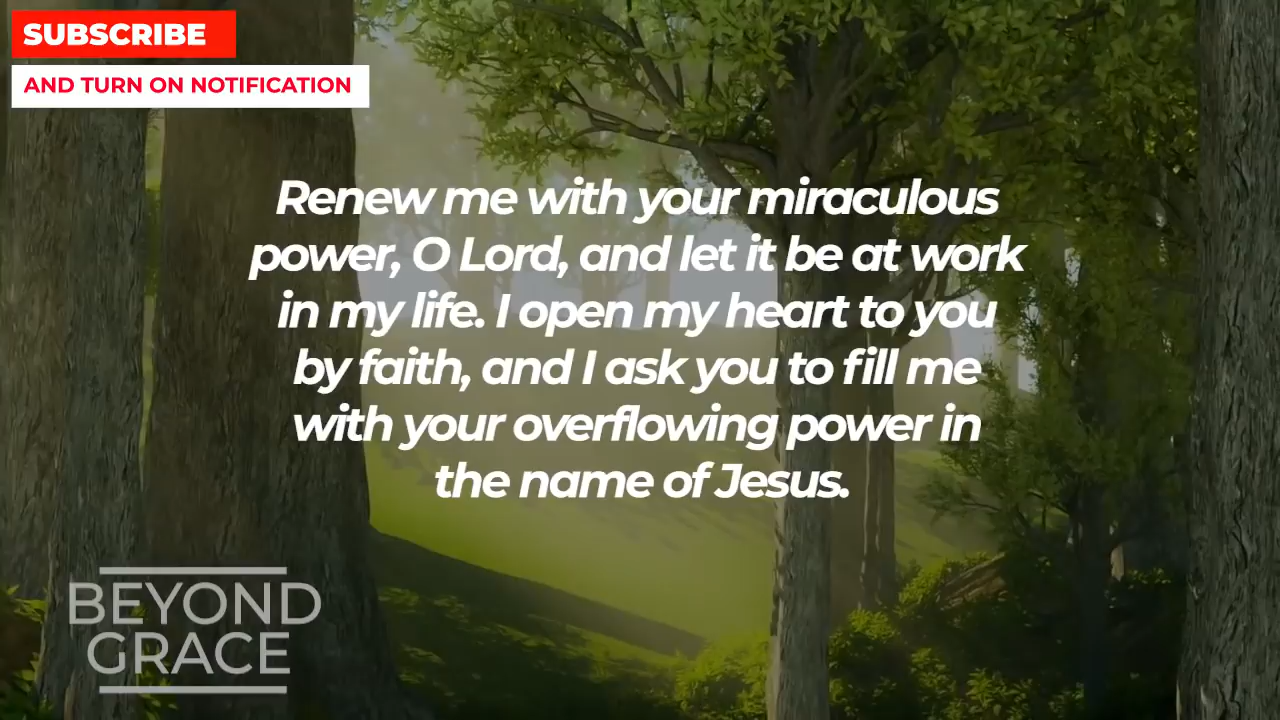 SUBSCRIBE
AND TURN ON NOTIFICATION
Renew me with your miraculous
power, O Lord, and let it be at work
in my life. I open my heart to you
by faith, and I ask you to fill me
with your overflowing power in
the name of Jesus.
BEYOND
GRACE